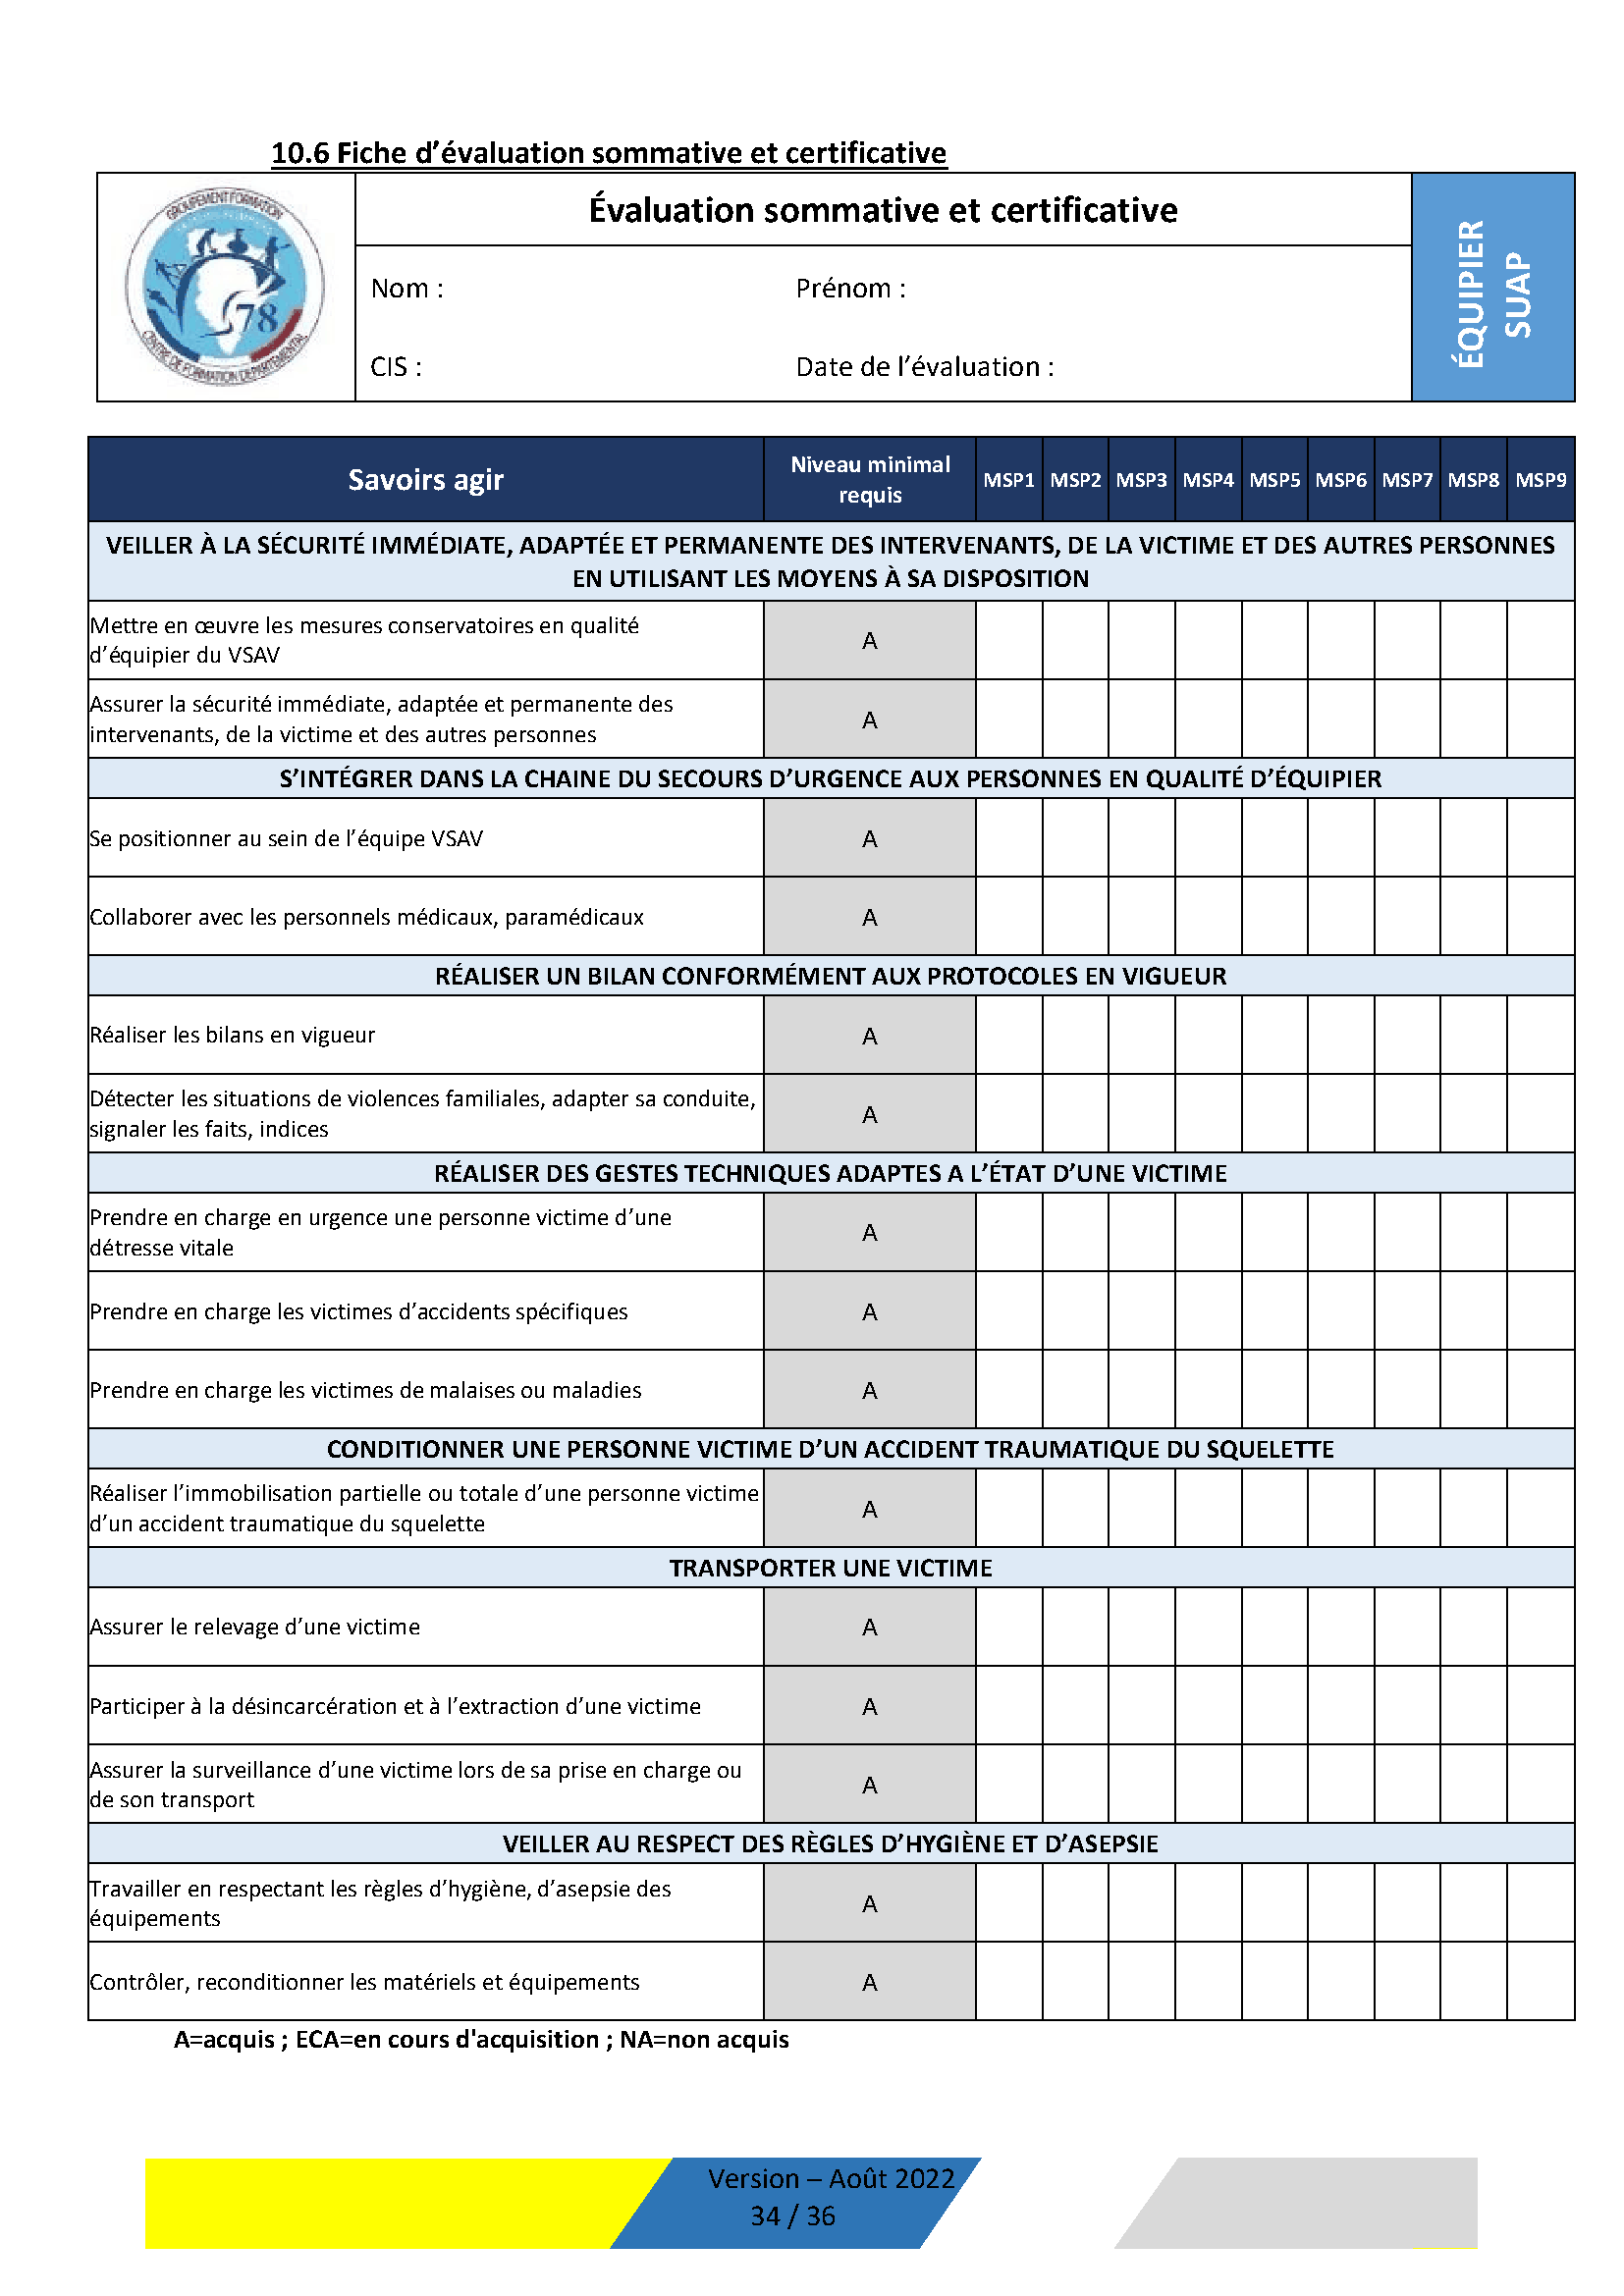 10.6 Fiche d’évaluation sommative et certificative
GROUPEMENT FORMATION
78
CENTRE DE FORMATION DEPARTEMENTAL
Évaluation sommative et certificative
Nom :
Prénom :
CIS :
Date de l’évaluation :
ÉQUIPIER
SUAP
Savoirs agir
Niveau minimal
requis
MSP1 MSP2 MSP3 MSP4 MSP5 MSP6 MSP7 MSP8 MSP9
VEILLER À LA SÉCURITÉ IMMÉDIATE, ADAPTÉE ET PERMANENTE DES INTERVENANTS, DE LA VICTIME ET DES AUTRES PERSONNES
EN UTILISANT LES MOYENS À SA DISPOSITION
Mettre en œuvre les mesures conservatoires en qualité
d’équipier du VSAV
A
Assurer la sécurité immédiate, adaptée et permanente des
intervenants, de la victime et des autres personnes
A
S’INTÉGRER DANS LA CHAINE DU SECOURS D’URGENCE AUX PERSONNES EN QUALITÉ D’ÉQUIPIER
Se positionner au sein de l’équipe VSAV
A
Collaborer avec les personnels médicaux, paramédicaux
A
RÉALISER UN BILAN CONFORMÉMENT AUX PROTOCOLES EN VIGUEUR
Réaliser les bilans en vigueur
A
Détecter les situations de violences familiales, adapter sa conduite,
signaler les faits, indices
A
RÉALISER DES GESTES TECHNIQUES ADAPTES A L’ÉTAT D’UNE VICTIME
Prendre en charge en urgence une personne victime d’une
détresse vitale
A
Prendre en charge les victimes d’accidents spécifiques
A
Prendre en charge les victimes de malaises ou maladies
A
CONDITIONNER UNE PERSONNE VICTIME D’UN ACCIDENT TRAUMATIQUE DU SQUELETTE
Réaliser l’immobilisation partielle ou totale d’une personne victime
d’un accident traumatique du squelette
A
TRANSPORTER UNE VICTIME
Assurer le relevage d’une victime
A
Participer à la désincarcération et à l’extraction d’une victime
A
Assurer la surveillance d’une victime lors de sa prise en charge ou
de son transport
A
VEILLER AU RESPECT DES RÈGLES D’HYGIÈNE ET D’ASEPSIE
Travailler en respectant les règles d’hygiène, d’asepsie des
équipements
A
Contrôler, reconditionner les matériels et équipements
A
A=acquis ; ECA=en cours d'acquisition ; NA=non acquis
Version – Août 2022
34 / 36